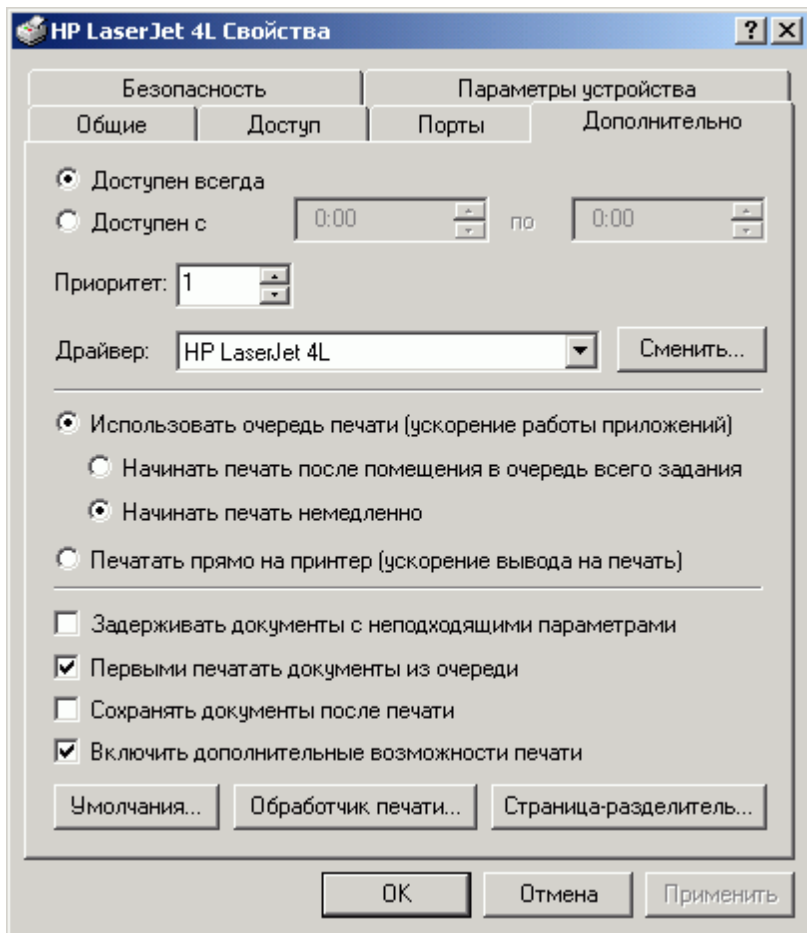 HP LaserJet 4L Свойства
Безопасность Параметры устройства
Общие Доступ Порты Дополнительно
Доступен всегда
Доступен с 0:00 по 0:00
Приоритет: 1
Драйвер: HP LaserJet 4L Сменить...
Использовать очередь печати (ускорение работы приложений)
Начинать печать после помещения в очередь всего задания
Начинать печать немедленно
Печатать прямо на принтер (ускорение вывода на печать)
Задерживать документы с неподходящими параметрами
Первыми печатать документы из очереди
Сохранять документы после печати
Включить дополнительные возможности печати
Умолчания... Обработчик печати... Страница-разделитель...
OK Отмена Применить